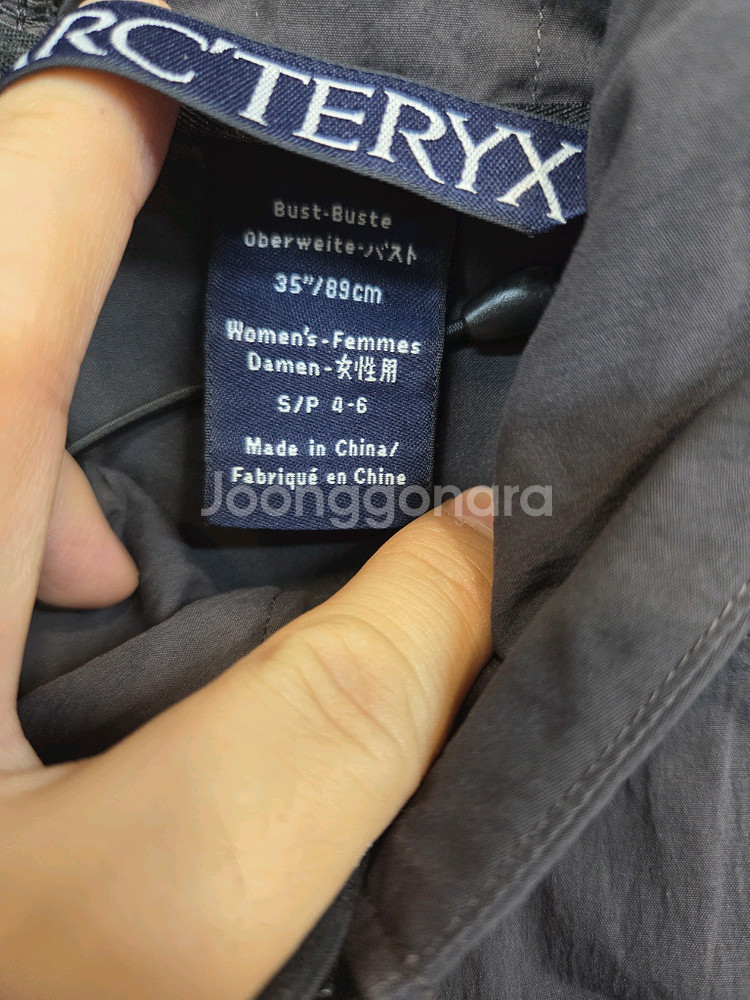 ARC'TERYX
Bust-Buste
Oberweite-バスト
35"/89cm
Women's-Femmes
Damen-女性用
S/P 4-6
Made in China/
Fabriqué en Chine
Joonggonara